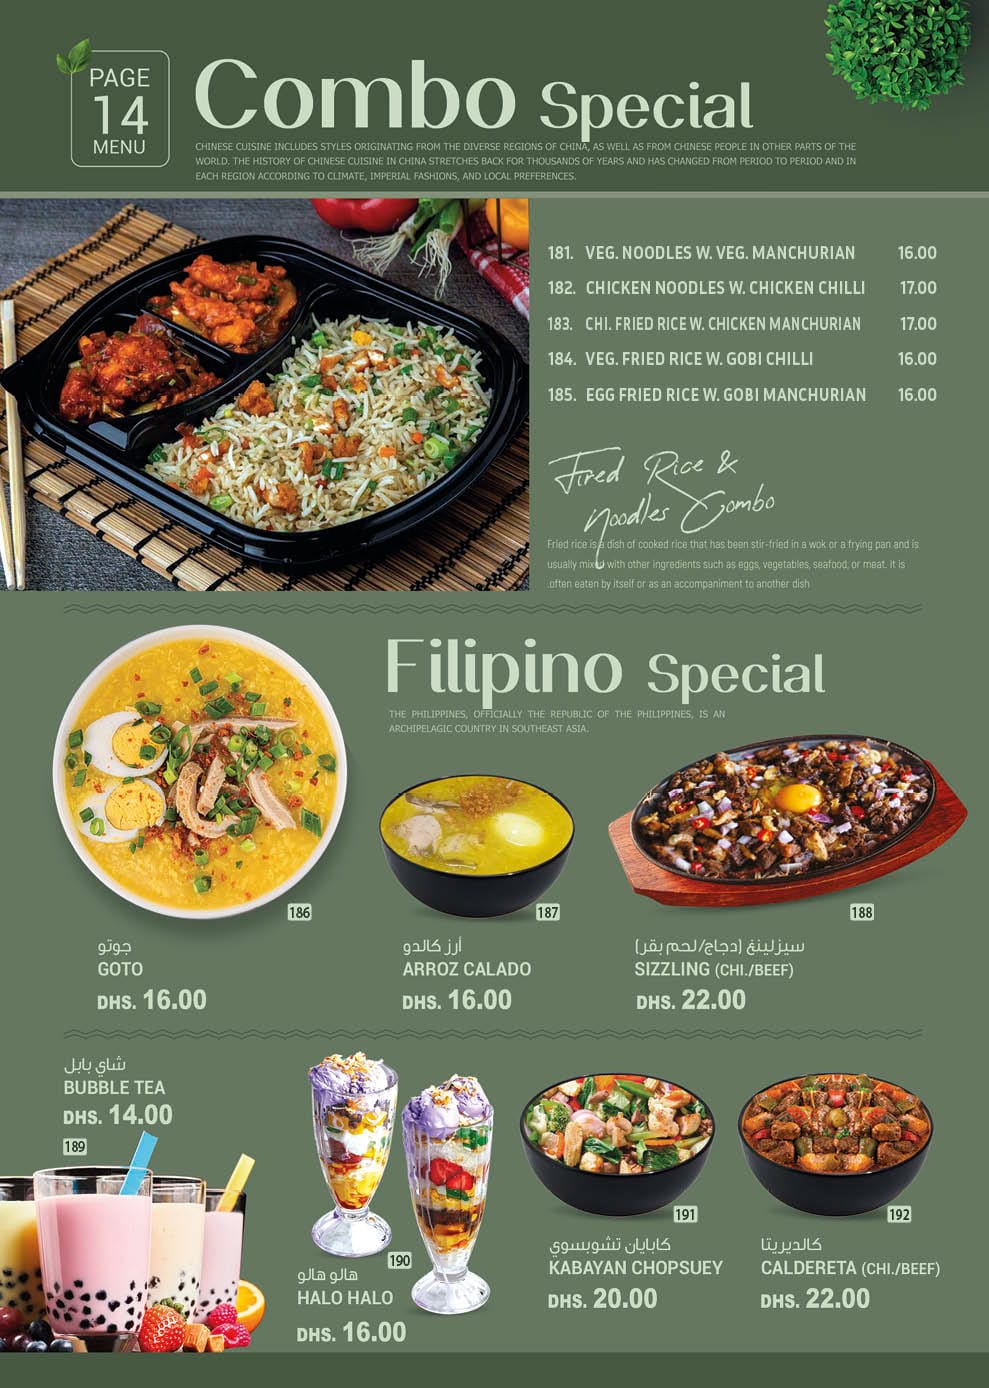 PAGE
14
MENU
Combo Special
CHINESE CUISINE INCLUDES STYLES ORIGINATING FROM THE DIVERSE REGIONS OF CHINA, AS WELL AS FROM CHINESE PEOPLE IN OTHER PARTS OF THE
WORLD. THE HISTORY OF CHINESE CUISINE IN CHINA STRETCHES BACK FOR THOUSANDS OF YEARS AND HAS CHANGED FROM PERIOD TO PERIOD AND IN
EACH REGION ACCORDING TO CLIMATE, IMPERIAL FASHIONS, AND LOCAL PREFERENCES.
181. VEG. NOODLES W. VEG. MANCHURIAN 16.00
182. CHICKEN NOODLES W. CHICKEN CHILLI 17.00
183. CHI. FRIED RICE W. CHICKEN MANCHURIAN 17.00
184. VEG. FRIED RICE W. GOBI CHILLI 16.00
185. EGG FRIED RICE W. GOBI MANCHURIAN 16.00
Fired Rice &
Noodles Combo
Fried rice is a dish of cooked rice that has been stir-fried in a wok or a frying pan and is
usually mixed with other ingredients such as eggs, vegetables, seafood, or meat. It is
.often eaten by itself or as an accompaniment to another dish
Filipino Special
THE PHILIPPINES, OFFICIALLY THE REPUBLIC OF THE PHILIPPINES, IS AN
ARCHIPELAGIC COUNTRY IN SOUTHEAST ASIA.
186
جوتو
GOTO
DHS. 16.00
187
أرز كالدو
ARROZ CALADO
DHS. 16.00
188
سيزلينغ (دجاج/لحم بقر)
SIZZLING (CHI./BEEF)
DHS. 22.00
شاي بابل
BUBBLE TEA
DHS. 14.00
189
190
هالو هالو
HALO HALO
DHS. 16.00
191
كابايان تشوبسوي
KABAYAN CHOPSUEY
DHS. 20.00
192
كالديريتا
CALDERETA (CHI./BEEF)
DHS. 22.00